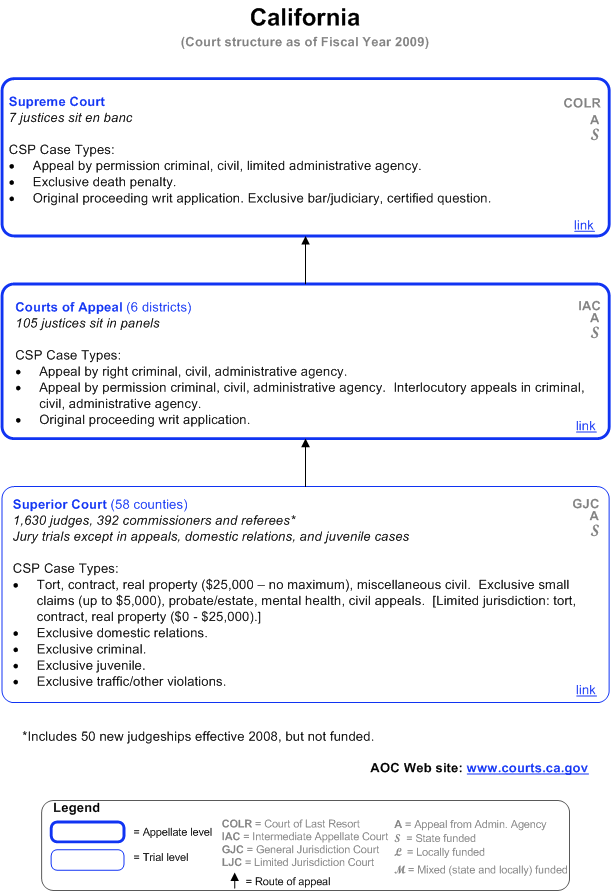 California
(Court structure as of Fiscal Year 2009)
Supreme Court
COLR
7 justices sit en banc
A
S
CSP Case Types:
• Appeal by permission criminal, civil, limited administrative agency.
• Exclusive death penalty.
• Original proceeding writ application. Exclusive bar/judiciary, certified question.
link
Courts of Appeal (6 districts)
IAC
105 justices sit in panels
A
S
CSP Case Types:
• Appeal by right criminal, civil, administrative agency.
• Appeal by permission criminal, civil, administrative agency. Interlocutory appeals in criminal,
civil, administrative agency.
• Original proceeding writ application.
link
Superior Court (58 counties)
GJC
1,630 judges, 392 commissioners and referees*
A
Jury trials except in appeals, domestic relations, and juvenile cases
S
CSP Case Types:
• Tort, contract, real property ($25,000 – no maximum), miscellaneous civil. Exclusive small
claims (up to $5,000), probate/estate, mental health, civil appeals. [Limited jurisdiction: tort,
contract, real property ($0 - $25,000).]
• Exclusive domestic relations.
• Exclusive criminal.
• Exclusive juvenile.
• Exclusive traffic/other violations.
link
*Includes 50 new judgeships effective 2008, but not funded.
AOC Web site: www.courts.ca.gov
Legend
= Appellate level
= Trial level
COLR = Court of Last Resort
IAC = Intermediate Appellate Court
GJC = General Jurisdiction Court
LJC = Limited Jurisdiction Court
= Route of appeal
A = Appeal from Admin. Agency
S = State funded
L = Locally funded
M = Mixed (state and locally) funded